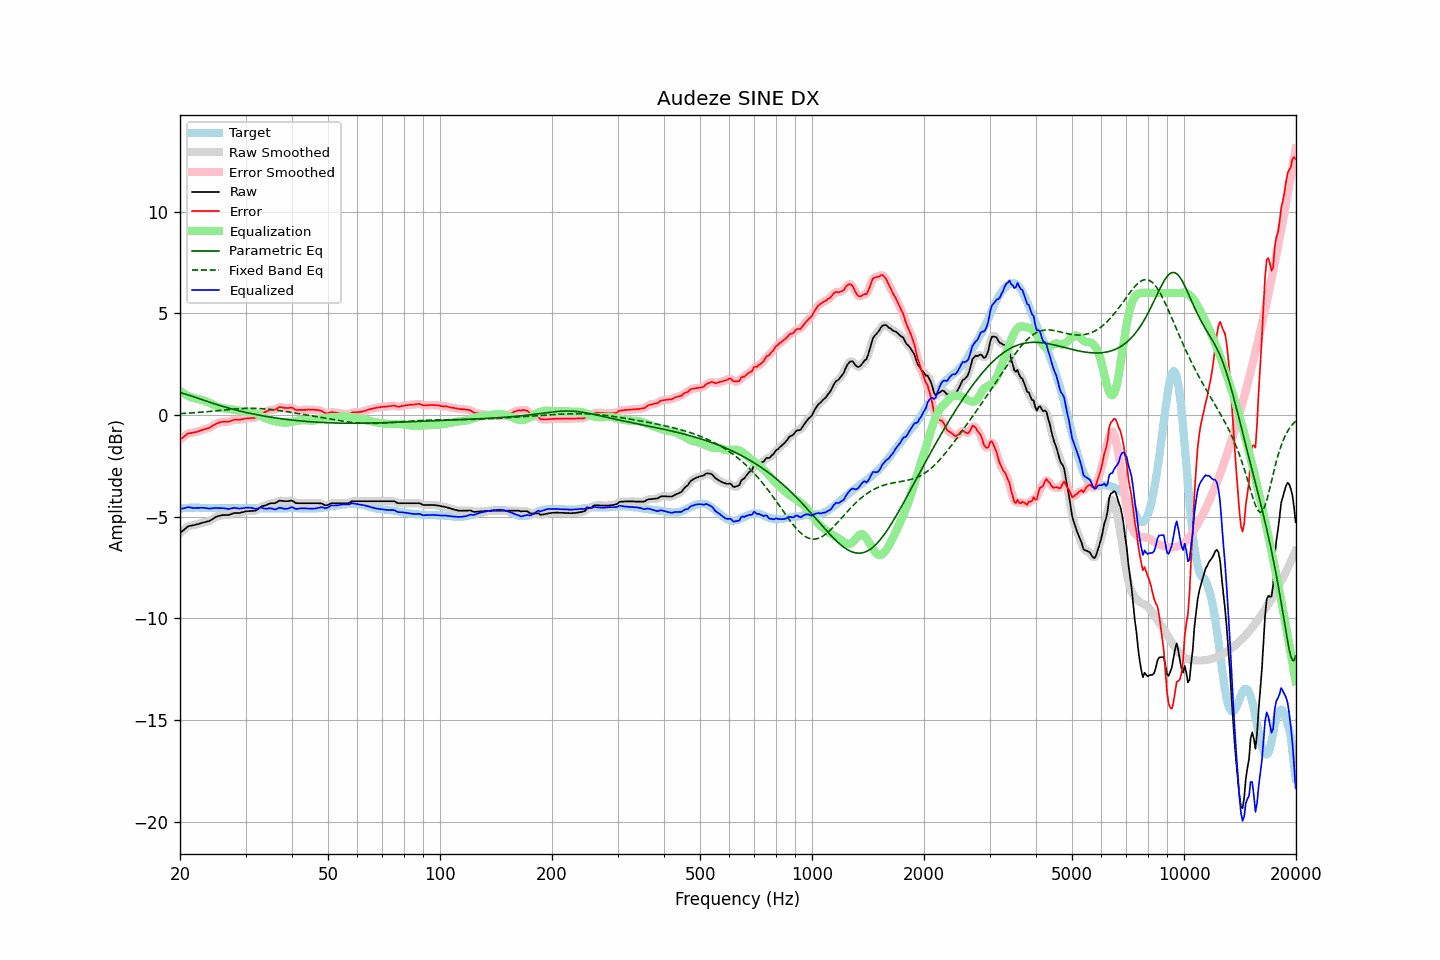 Audeze SINE DX
Target
Raw Smoothed
Error Smoothed
Raw
Error
Equalization
Parametric Eq
Fixed Band Eq
Equalized
10
5
0
−5
−10
−15
−20
Amplitude (dBr)
20
50
100
200
500
1000
2000
5000
10000
20000
Frequency (Hz)